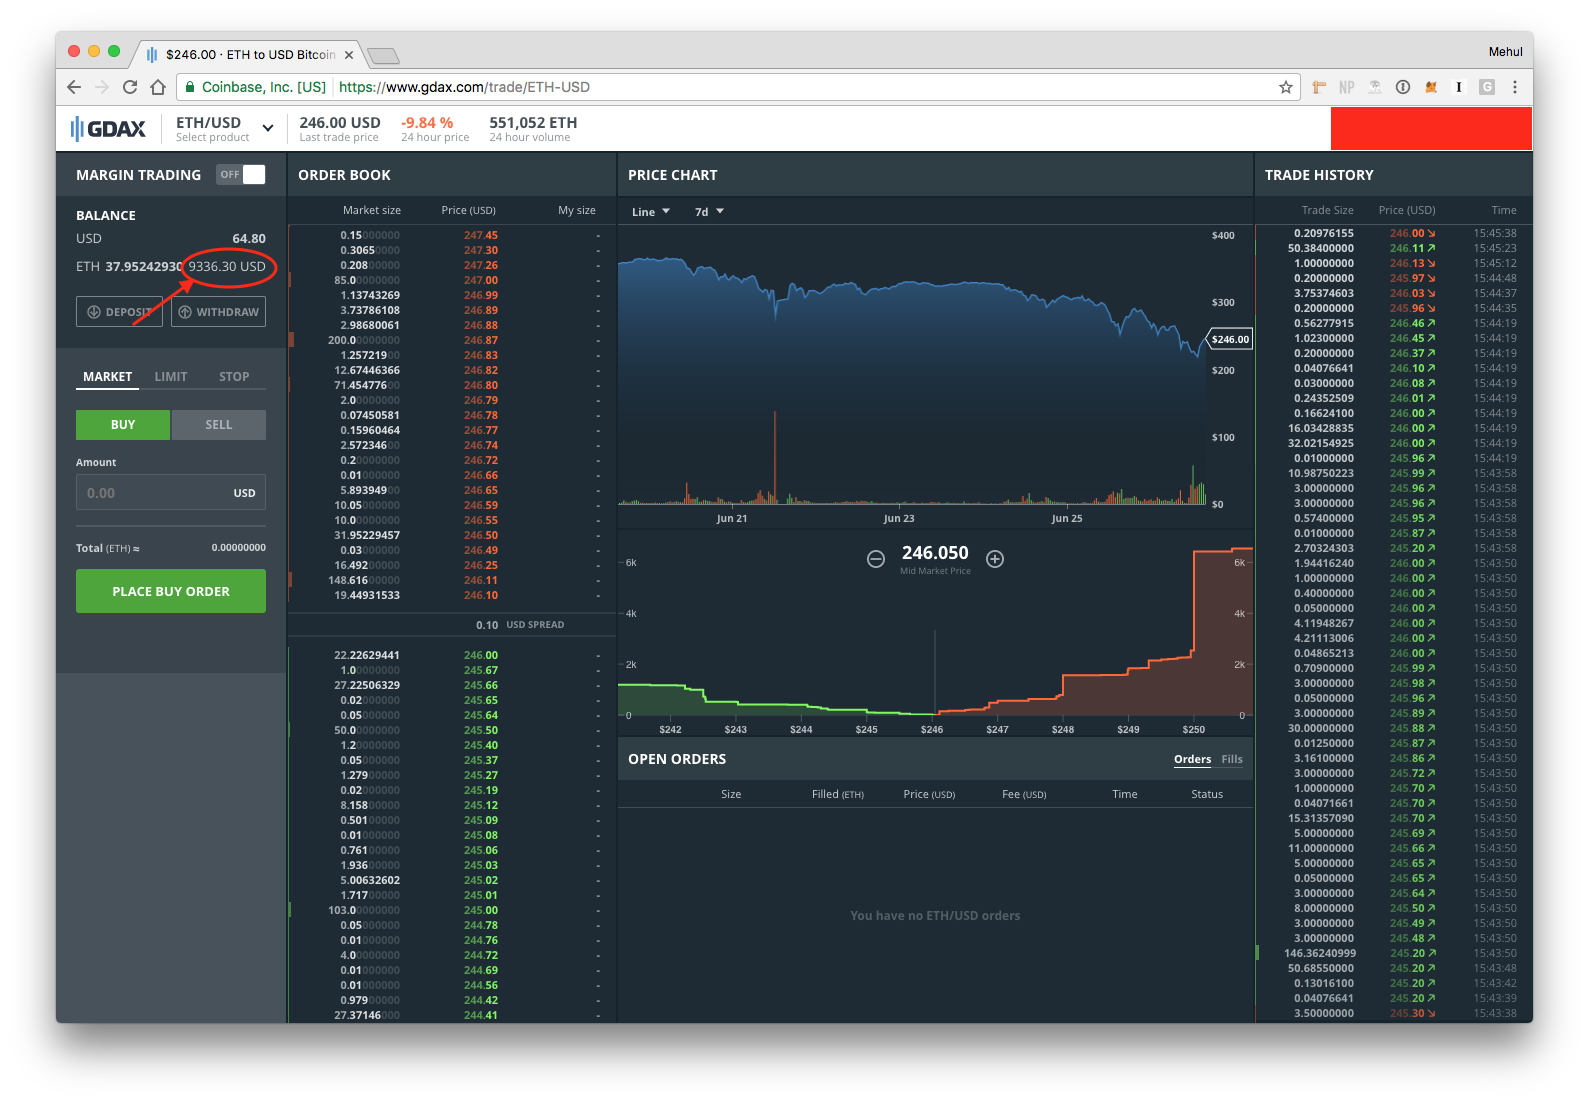 $246.00 · ETH to USD Bitcoin
Mehul
Coinbase, Inc. [US] https://www.gdax.com/trade/ETH-USD
NP
I
G
GDAX
ETH/USD
Select product
246.00 USD
Last trade price
-9.84 %
24 hour price
551,052 ETH
24 hour volume
MARGIN TRADING OFF
BALANCE
USD 64.80
ETH 37.95242930 9336.30 USD
DEPOSIT WITHDRAW
MARKET LIMIT STOP
BUY SELL
Amount
0.00 USD
Total (ETH) ≈ 0.00000000
PLACE BUY ORDER
ORDER BOOK
Market size Price (USD) My size
0.15000000 247.45 -
0.30650000 247.30 -
0.20800000 247.26 -
85.00000000 247.00 -
1.13743269 246.99 -
3.73786108 246.89 -
2.98680061 246.88 -
200.00000000 246.87 -
1.25721900 246.83 -
12.67446366 246.82 -
71.45477600 246.80 -
2.00000000 246.79 -
0.07450581 246.78 -
0.15960464 246.77 -
2.57234600 246.74 -
0.20000000 246.72 -
0.01000000 246.66 -
5.89394900 246.65 -
10.05000000 246.59 -
10.00000000 246.55 -
31.95229457 246.50 -
0.03000000 246.49 -
16.49200000 246.25 -
148.61600000 246.11 -
19.44931533 246.10 -
0.10 USD SPREAD
22.22629441 246.00 -
1.00000000 245.67 -
27.22506329 245.66 -
0.02000000 245.65 -
0.05000000 245.64 -
50.00000000 245.50 -
1.20000000 245.40 -
0.05000000 245.37 -
1.27900000 245.27 -
0.02000000 245.19 -
8.15800000 245.12 -
0.50100000 245.09 -
0.01000000 245.08 -
0.76100000 245.06 -
1.93600000 245.03 -
5.00632602 245.02 -
1.71700000 245.01 -
103.00000000 245.00 -
0.05000000 244.78 -
0.01000000 244.76 -
4.00000000 244.72 -
0.01000000 244.69 -
0.01000000 244.56 -
0.97900000 244.42 -
27.37146000 244.41 -
PRICE CHART
Line 7d
$400
$300
$246.00
$200
$100
$0
Jun 21 Jun 23 Jun 25
246.050
Mid Market Price
6k 6k
4k 4k
2k 2k
0 0
$242 $243 $244 $245 $246 $247 $248 $249 $250
OPEN ORDERS Orders Fills
Size Filled (ETH) Price (USD) Fee (USD) Time Status
You have no ETH/USD orders
TRADE HISTORY
Trade Size Price (USD) Time
0.20976155 246.00 ↘ 15:45:38
50.38400000 246.11 ↗ 15:45:23
1.00000000 246.13 ↘ 15:45:12
0.20000000 245.97 ↘ 15:44:48
3.75374603 246.03 ↘ 15:44:37
0.20000000 245.96 ↘ 15:44:35
0.56277915 246.46 ↗ 15:44:19
1.02300000 246.45 ↗ 15:44:19
0.20000000 246.37 ↗ 15:44:19
0.04076641 246.10 ↗ 15:44:19
0.03000000 246.08 ↗ 15:44:19
0.24352509 246.01 ↗ 15:44:19
0.16624100 246.00 ↗ 15:44:19
16.03428835 246.00 ↗ 15:44:19
32.02154925 246.00 ↗ 15:44:19
0.01000000 245.96 ↗ 15:44:19
10.98750223 245.99 ↗ 15:43:58
3.00000000 245.96 ↗ 15:43:58
3.00000000 245.96 ↗ 15:43:58
0.57400000 245.95 ↗ 15:43:58
0.01000000 245.87 ↗ 15:43:58
2.70324303 245.20 ↗ 15:43:58
1.94416240 246.00 ↗ 15:43:50
1.00000000 246.00 ↗ 15:43:50
0.40000000 246.00 ↗ 15:43:50
0.05000000 246.00 ↗ 15:43:50
4.11948267 246.00 ↗ 15:43:50
4.21113006 246.00 ↗ 15:43:50
0.04865213 246.00 ↗ 15:43:50
0.70900000 245.99 ↗ 15:43:50
3.00000000 245.98 ↗ 15:43:50
0.05000000 245.96 ↗ 15:43:50
3.00000000 245.89 ↗ 15:43:50
30.00000000 245.88 ↗ 15:43:50
0.01250000 245.87 ↗ 15:43:50
3.16100000 245.86 ↗ 15:43:50
3.00000000 245.72 ↗ 15:43:50
1.00000000 245.70 ↗ 15:43:50
0.04071661 245.70 ↗ 15:43:50
15.31357090 245.70 ↗ 15:43:50
5.00000000 245.69 ↗ 15:43:50
11.00000000 245.66 ↗ 15:43:50
5.00000000 245.65 ↗ 15:43:50
0.05000000 245.65 ↗ 15:43:50
3.00000000 245.64 ↗ 15:43:50
8.00000000 245.50 ↗ 15:43:50
3.00000000 245.49 ↗ 15:43:50
3.00000000 245.48 ↗ 15:43:50
146.36240999 245.20 ↗ 15:43:50
50.68550000 245.20 ↗ 15:43:48
0.13016100 245.20 ↗ 15:43:42
0.04076641 245.20 ↗ 15:43:39
3.50000000 245.30 ↘ 15:43:38